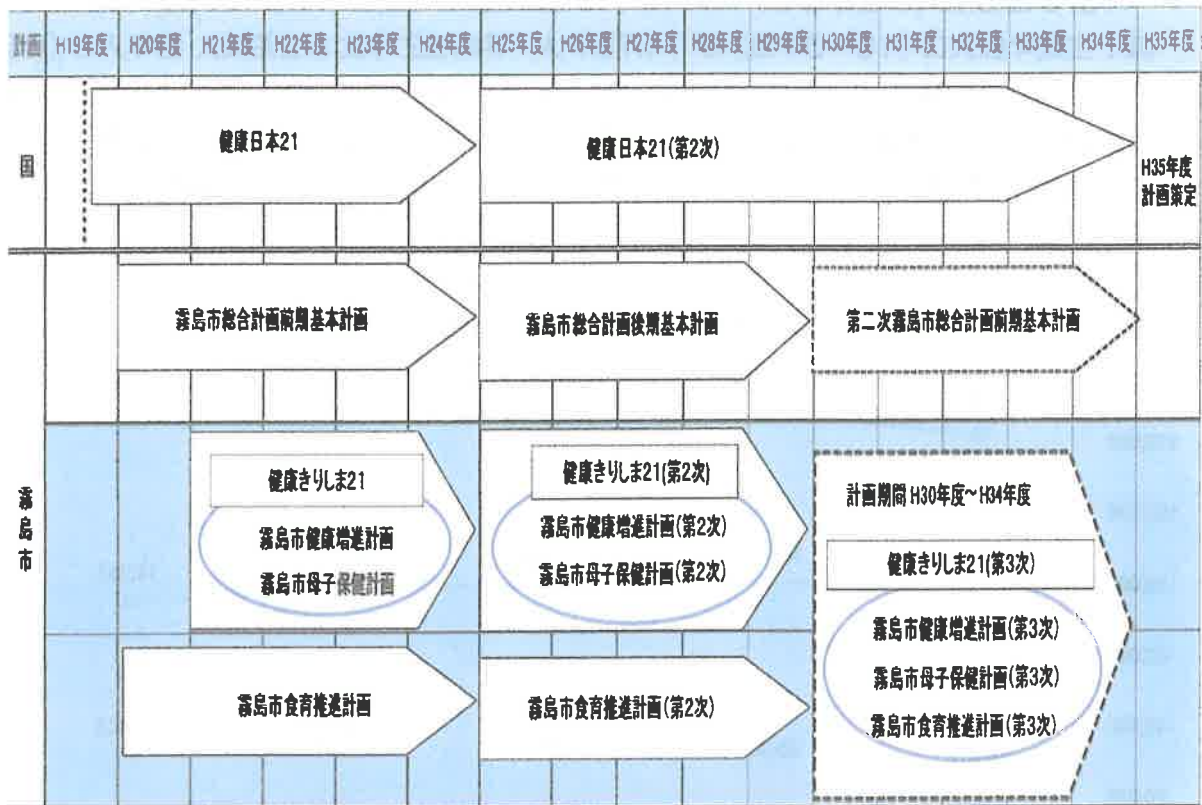 計画 H19年度 H20年度 H21年度 H22年度 H23年度 H24年度 H25年度 H26年度 H27年度 H28年度 H29年度 H30年度 H31年度 H32年度 H33年度 H34年度 H35年度
国
健康日本21
健康日本21(第2次)
H35年度
計画策定
霧島市
霧島市総合計画前期基本計画
霧島市総合計画後期基本計画
第二次霧島市総合計画前期基本計画
健康きりしま21
霧島市健康増進計画
霧島市母子保健計画
健康きりしま21(第2次)
霧島市健康増進計画(第2次)
霧島市母子保健計画(第2次)
計画期間 H30年度～H34年度
健康きりしま21(第3次)
霧島市健康増進計画(第3次)
霧島市母子保健計画(第3次)
霧島市食育推進計画(第3次)
霧島市食育推進計画
霧島市食育推進計画(第2次)